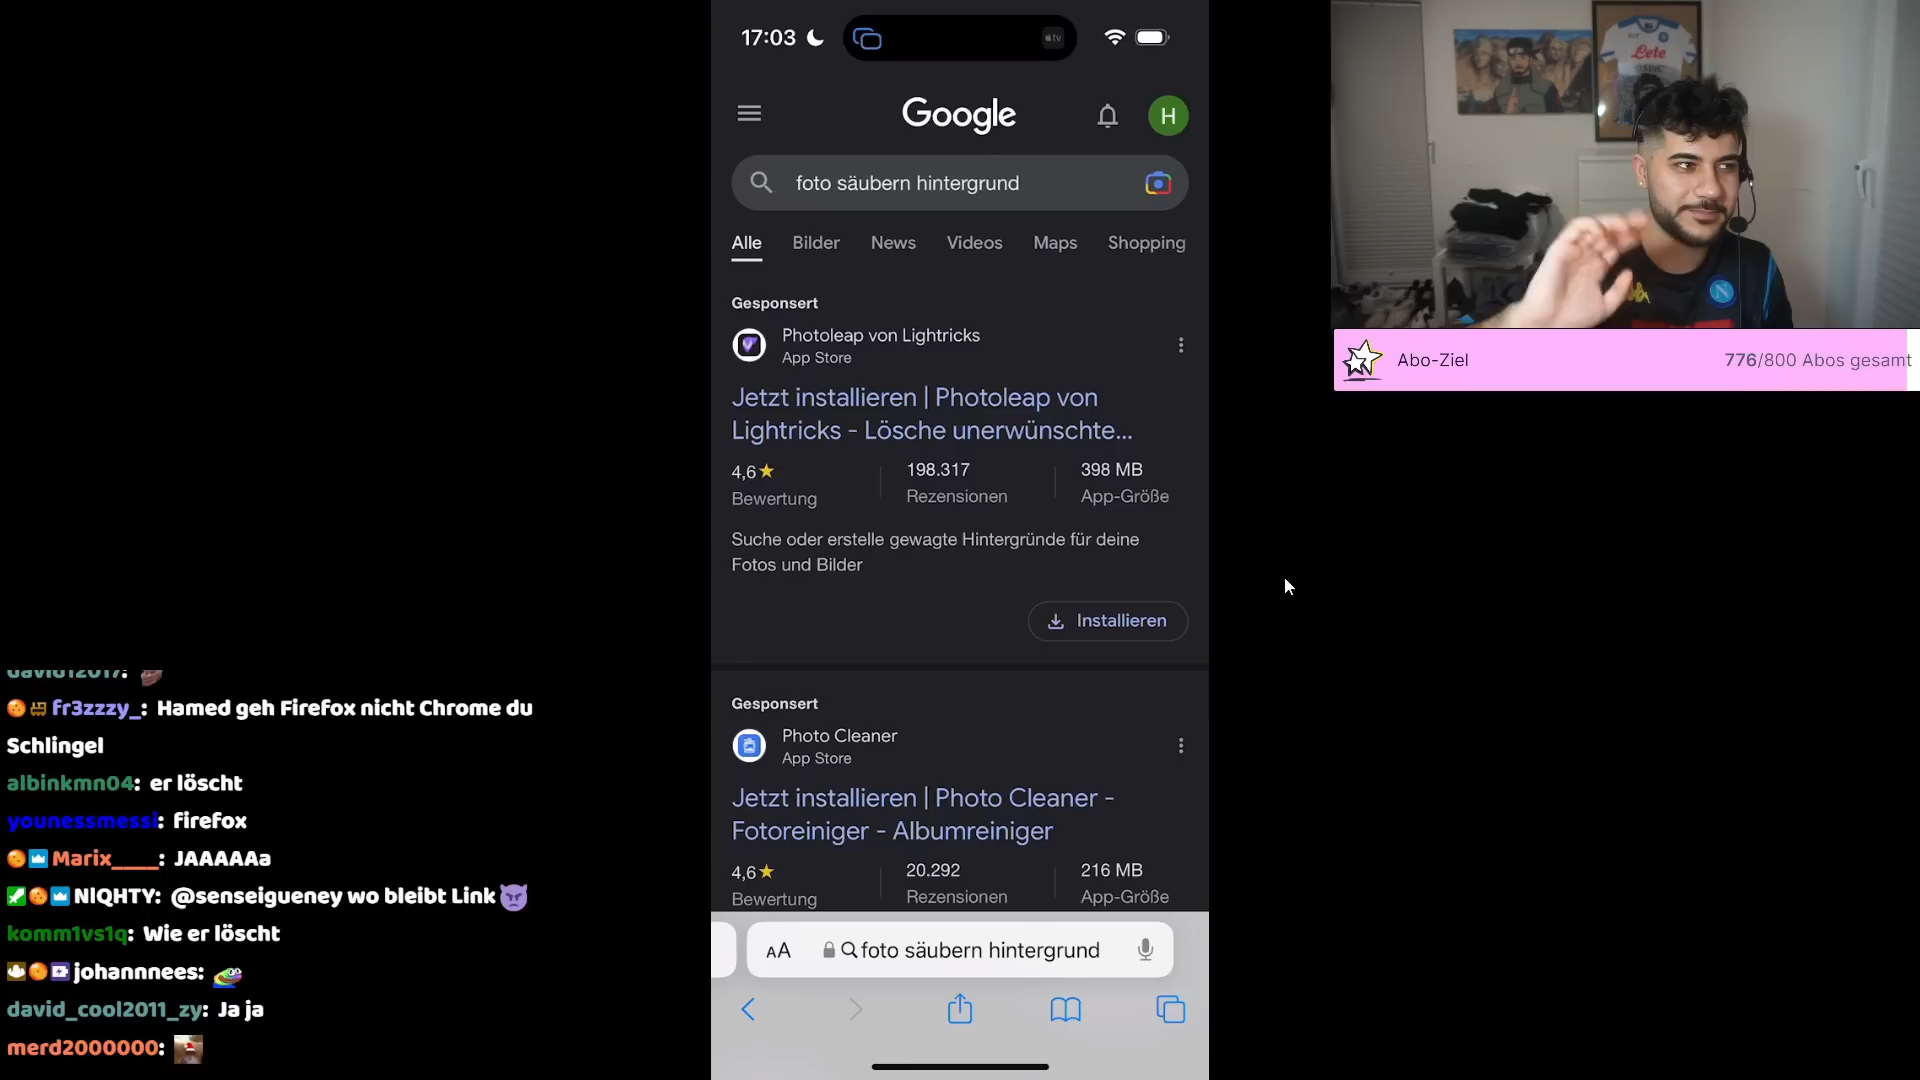 17:03
tv
Google
H
foto säubern hintergrund
Alle
Bilder
News
Videos
Maps
Shopping
Gesponsert
Photoleap von Lightricks
App Store
Jetzt installieren | Photoleap von
Lightricks - Lösche unerwünschte...
4,6★
Bewertung
198.317
Rezensionen
398 MB
App-Größe
Suche oder erstelle gewagte Hintergründe für deine
Fotos und Bilder
Installieren
Gesponsert
Photo Cleaner
App Store
Jetzt installieren | Photo Cleaner -
Fotoreiniger - Albumreiniger
4,6★
Bewertung
20.292
Rezensionen
216 MB
App-Größe
AA
foto säubern hintergrund
Lete
Abo-Ziel
776/800 Abos gesamt
david12017:
fr3zzzy_: Hamed geh Firefox nicht Chrome du
Schlingel
albinkmn04: er löscht
younessmessi: firefox
Marix____: JAAAAAa
NIQHTY: @senseigueney wo bleibt Link
komm1vs1q: Wie er löscht
johannnees:
david_cool2011_zy: Ja ja
merd2000000: